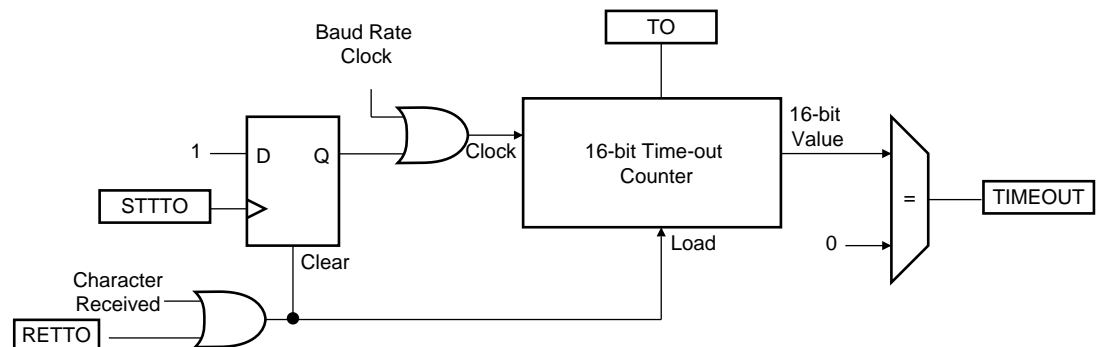 TO
Baud Rate
Clock
16-bit
Value
1
D
Q
Clock
16-bit Time-out
Counter
STTTO
=
TIMEOUT
Clear
Load
0
Character
Received
RETTO